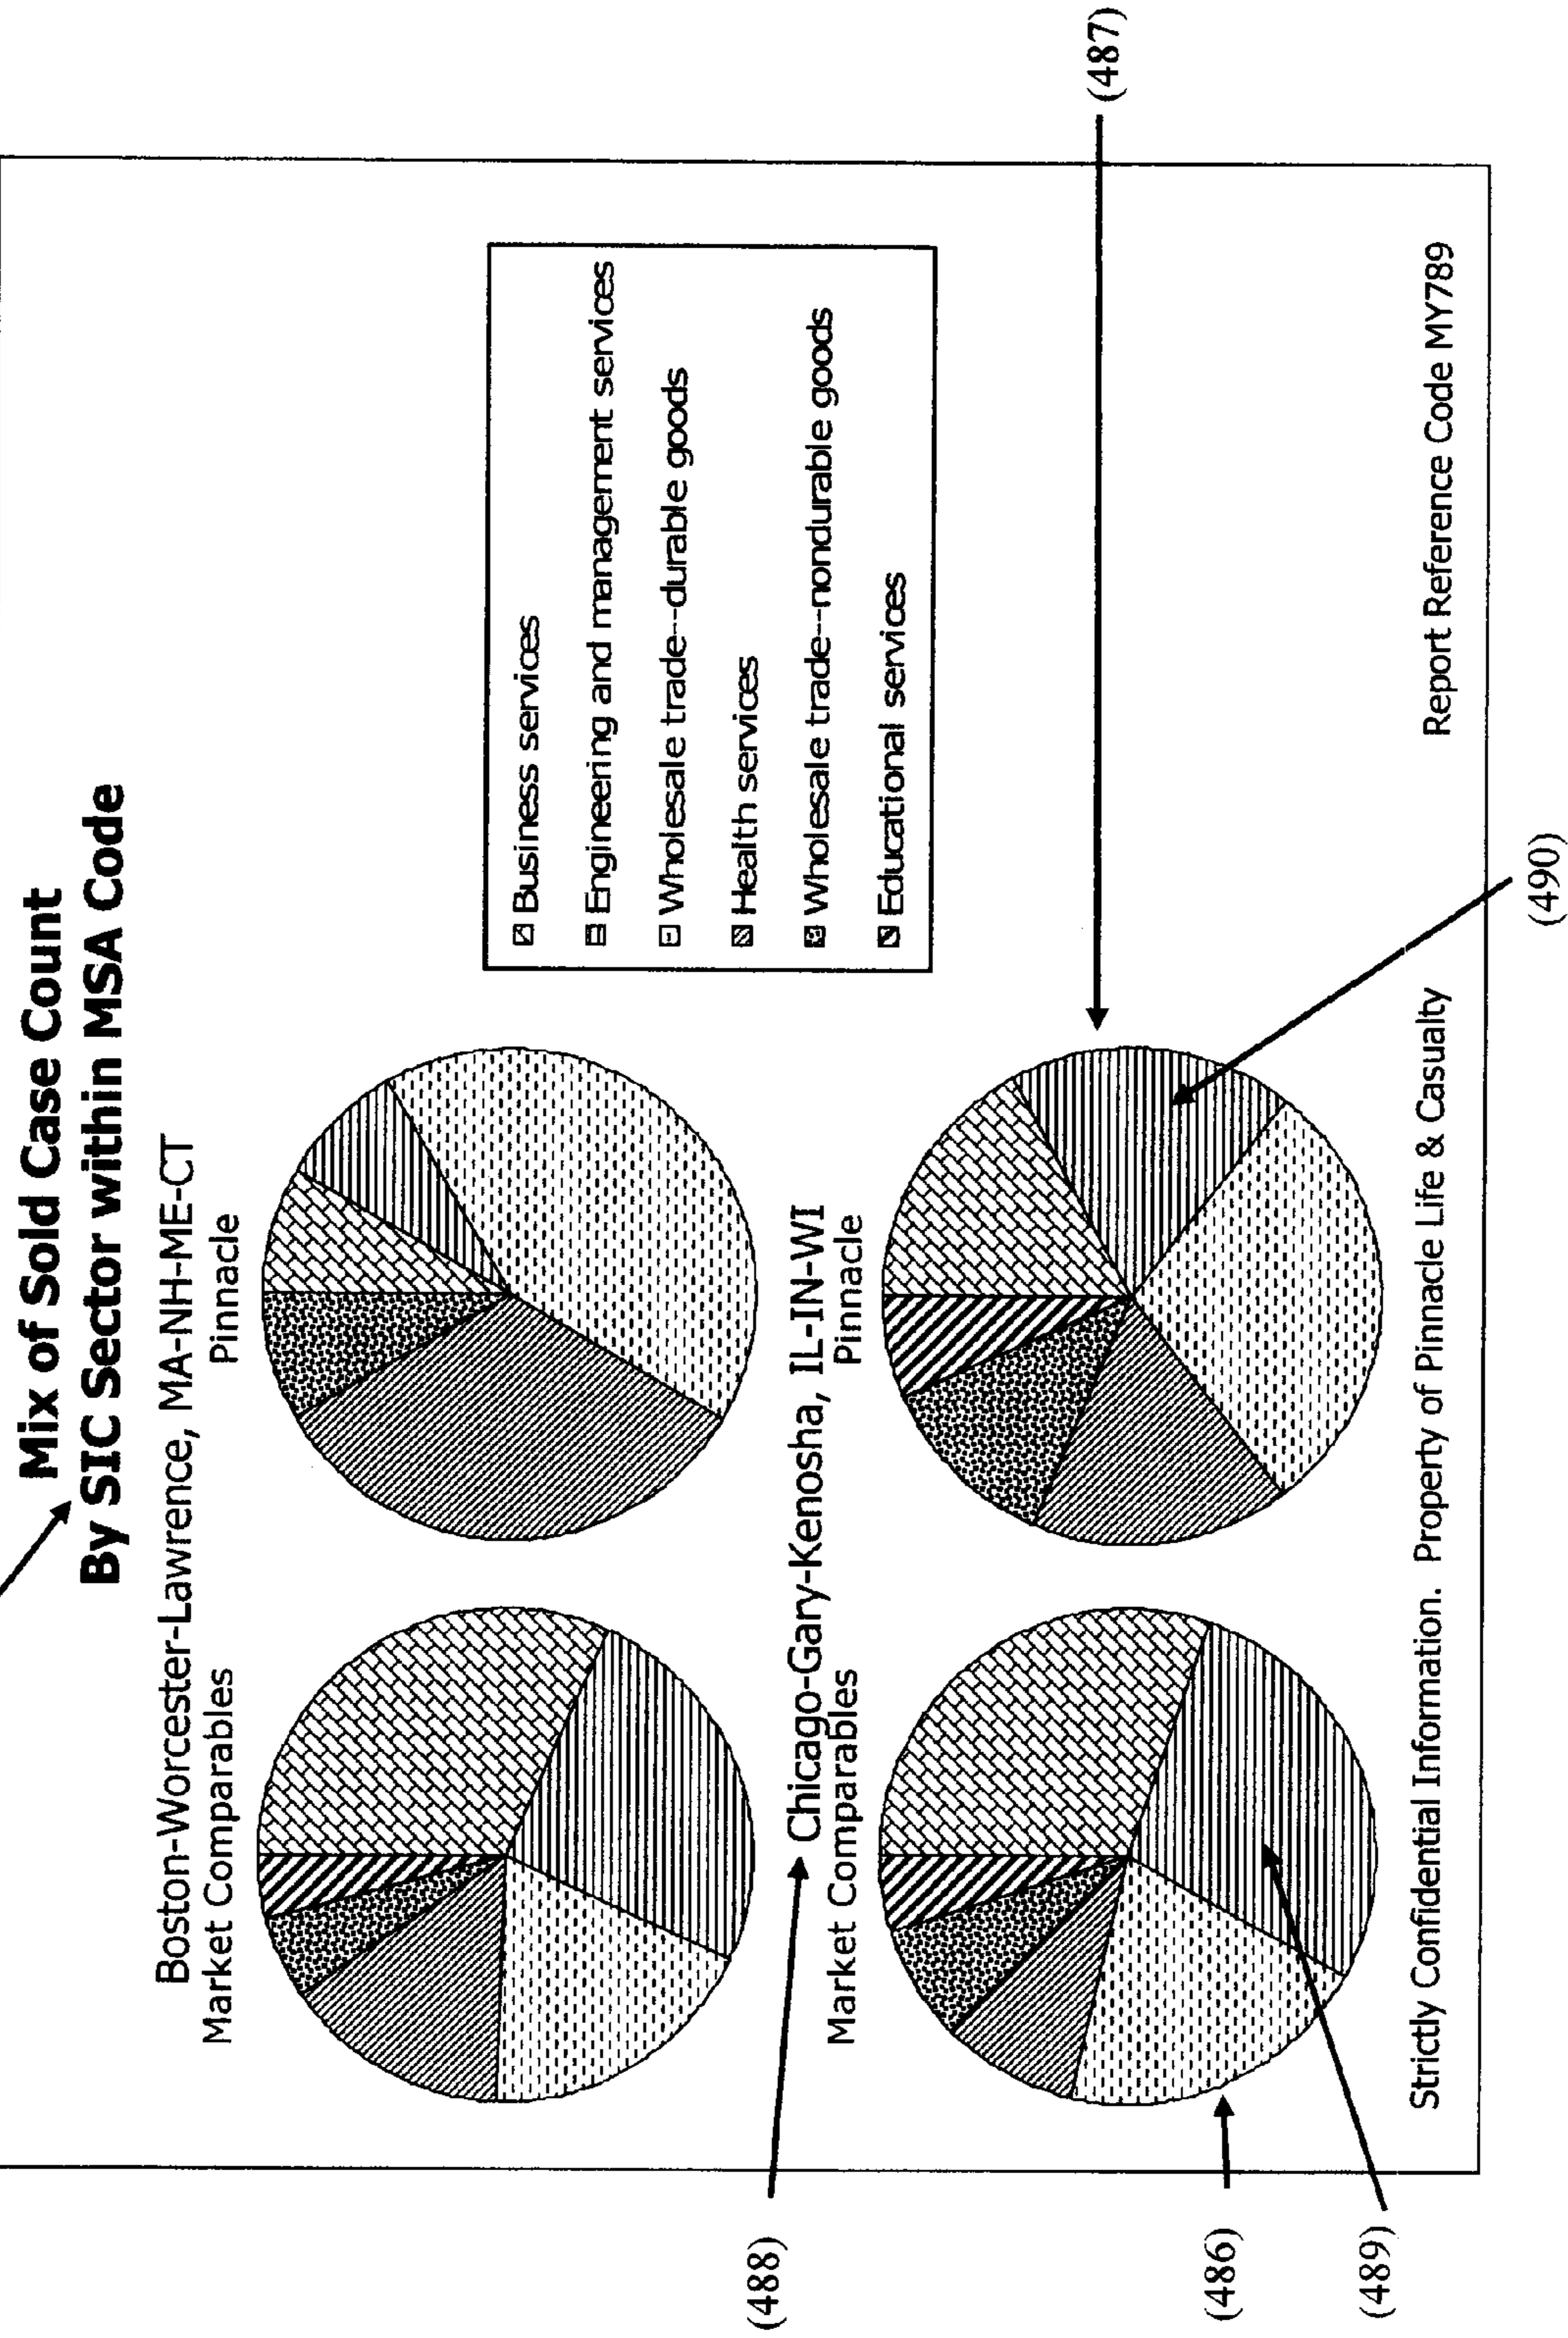 Mix of Sold Case Count
By SIC Sector within MSA Code
Boston-Worcester-Lawrence, MA-NH-ME-CT
Market Comparables
Pinnacle
Business services
Engineering and management services
Wholesale trade--durable goods
Health services
Wholesale trade--nondurable goods
Educational services
(488)
Chicago-Gary-Kenosha, IL-IN-WI
Market Comparables
Pinnacle
(487)
(486)
(489)
Strictly Confidential Information. Property of Pinnacle Life & Casualty
Report Reference Code MY789
(490)